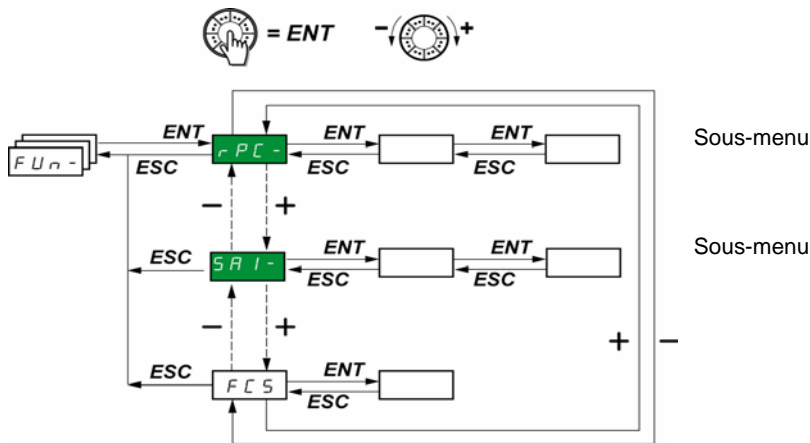 = ENT - +
ENT ENT ENT Sous-menu
FUn- rPC-
ESC ESC ESC
- +
ENT ENT Sous-menu
ESC SAI-
ESC ESC
- + + -
ESC ENT
FCS
ESC